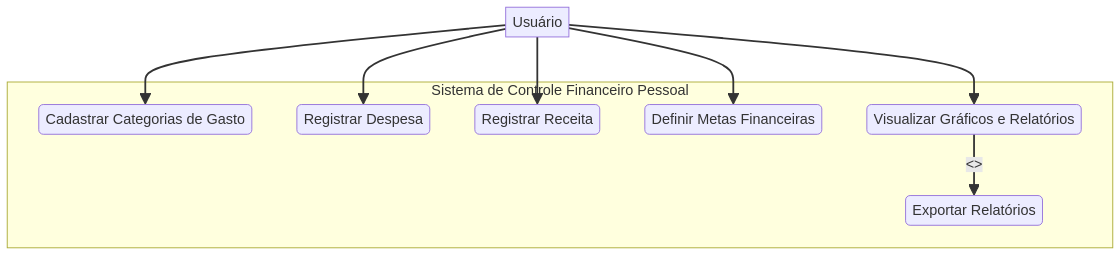 Usuário
Sistema de Controle Financeiro Pessoal
Cadastrar Categorias de Gasto
Registrar Despesa
Registrar Receita
Definir Metas Financeiras
Visualizar Gráficos e Relatórios
<>
Exportar Relatórios